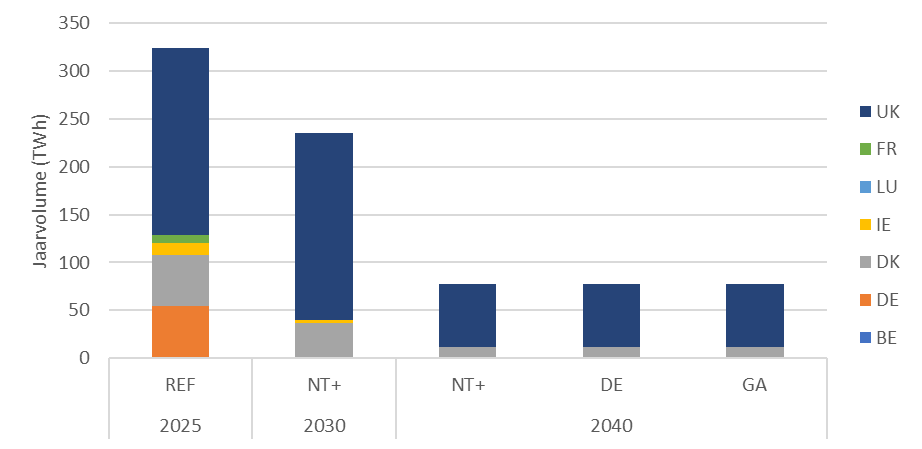 350
300
250
200
150
100
50
0
Jaarvolume (TWh)
REF
NT+
NT+
DE
GA
2025
2030
2040
UK
FR
LU
IE
DK
DE
BE